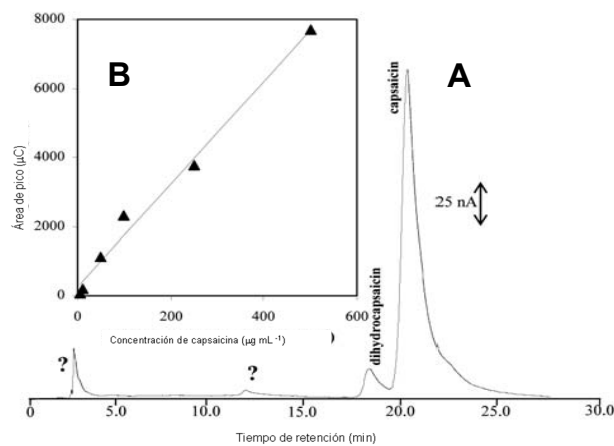 8000
6000
4000
2000
0
Área de pico (µC)
B
0
200
400
600
Concentración de capsaicina (µg mL⁻¹)
)
A
capsaicin
25 nA
dihydrocapsaicin
?
?
0
5.0
10.0
15.0
20.0
25.0
30.0
Tiempo de retención (min)